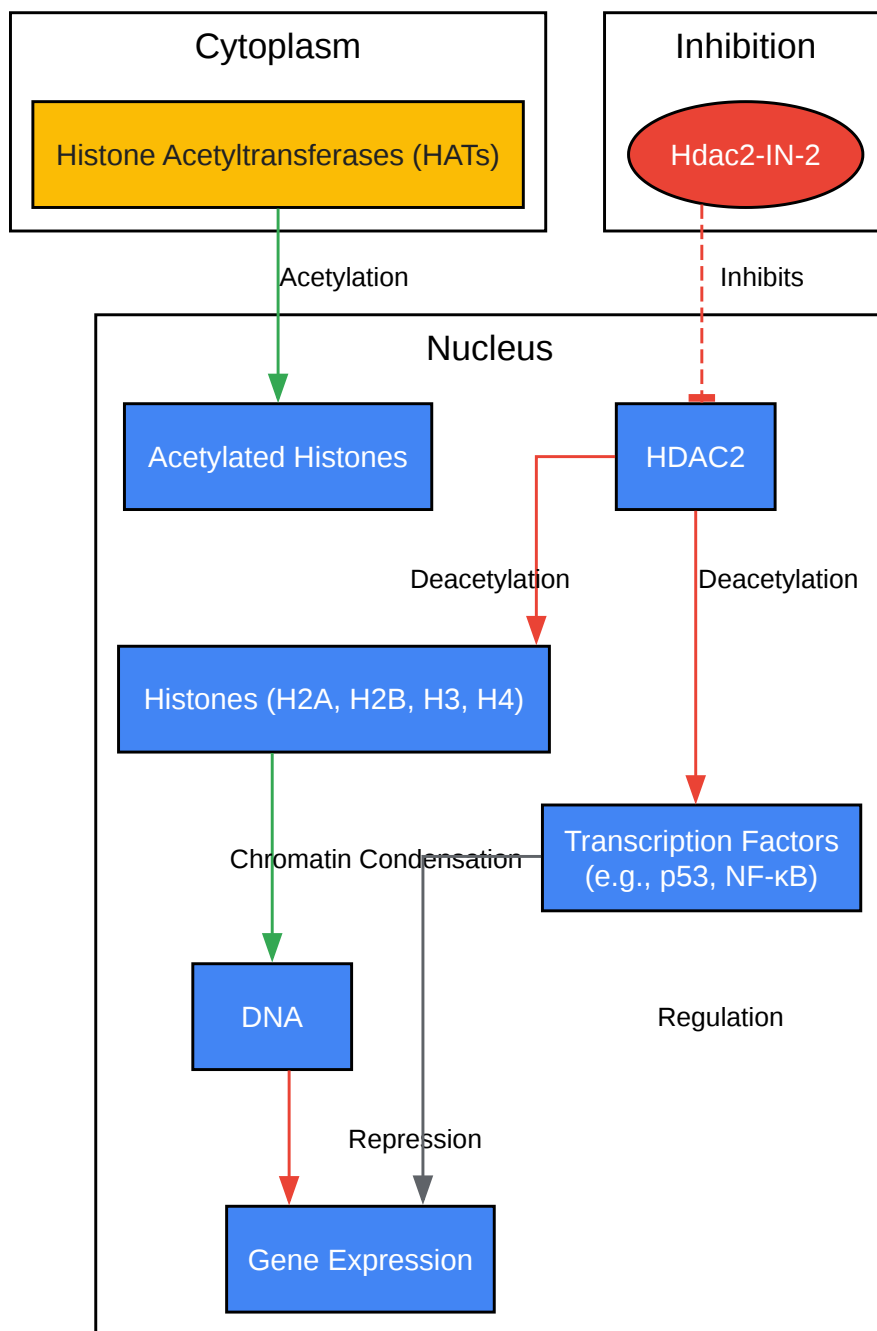 Cytoplasm
Inhibition
Histone Acetyltransferases (HATs)
Hdac2-IN-2
Acetylation
Inhibits
Nucleus
Acetylated Histones
HDAC2
Deacetylation
Deacetylation
Histones (H2A, H2B, H3, H4)
Transcription Factors
(e.g., p53, NF-κB)
Chromatin Condensation
DNA
Regulation
Repression
Gene Expression